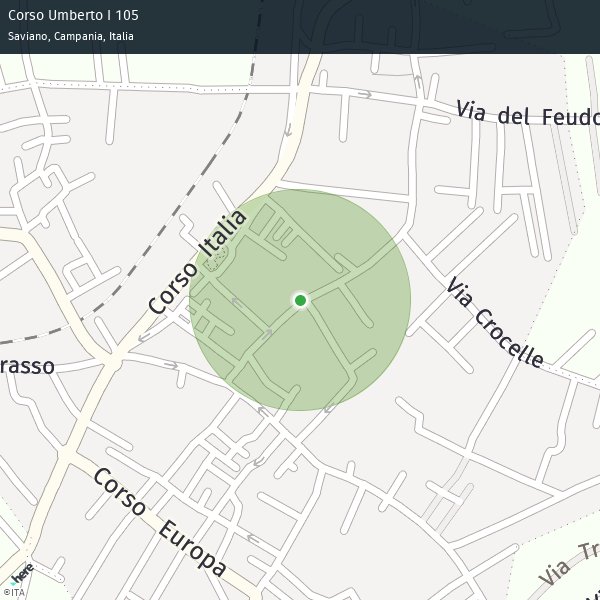 Corso Umberto I 105
Saviano, Campania, Italia
Via del Feudo
Corso Italia
Via Crocelle
rasso
Corso Europa
Via Tr
Vi
here
©ITA